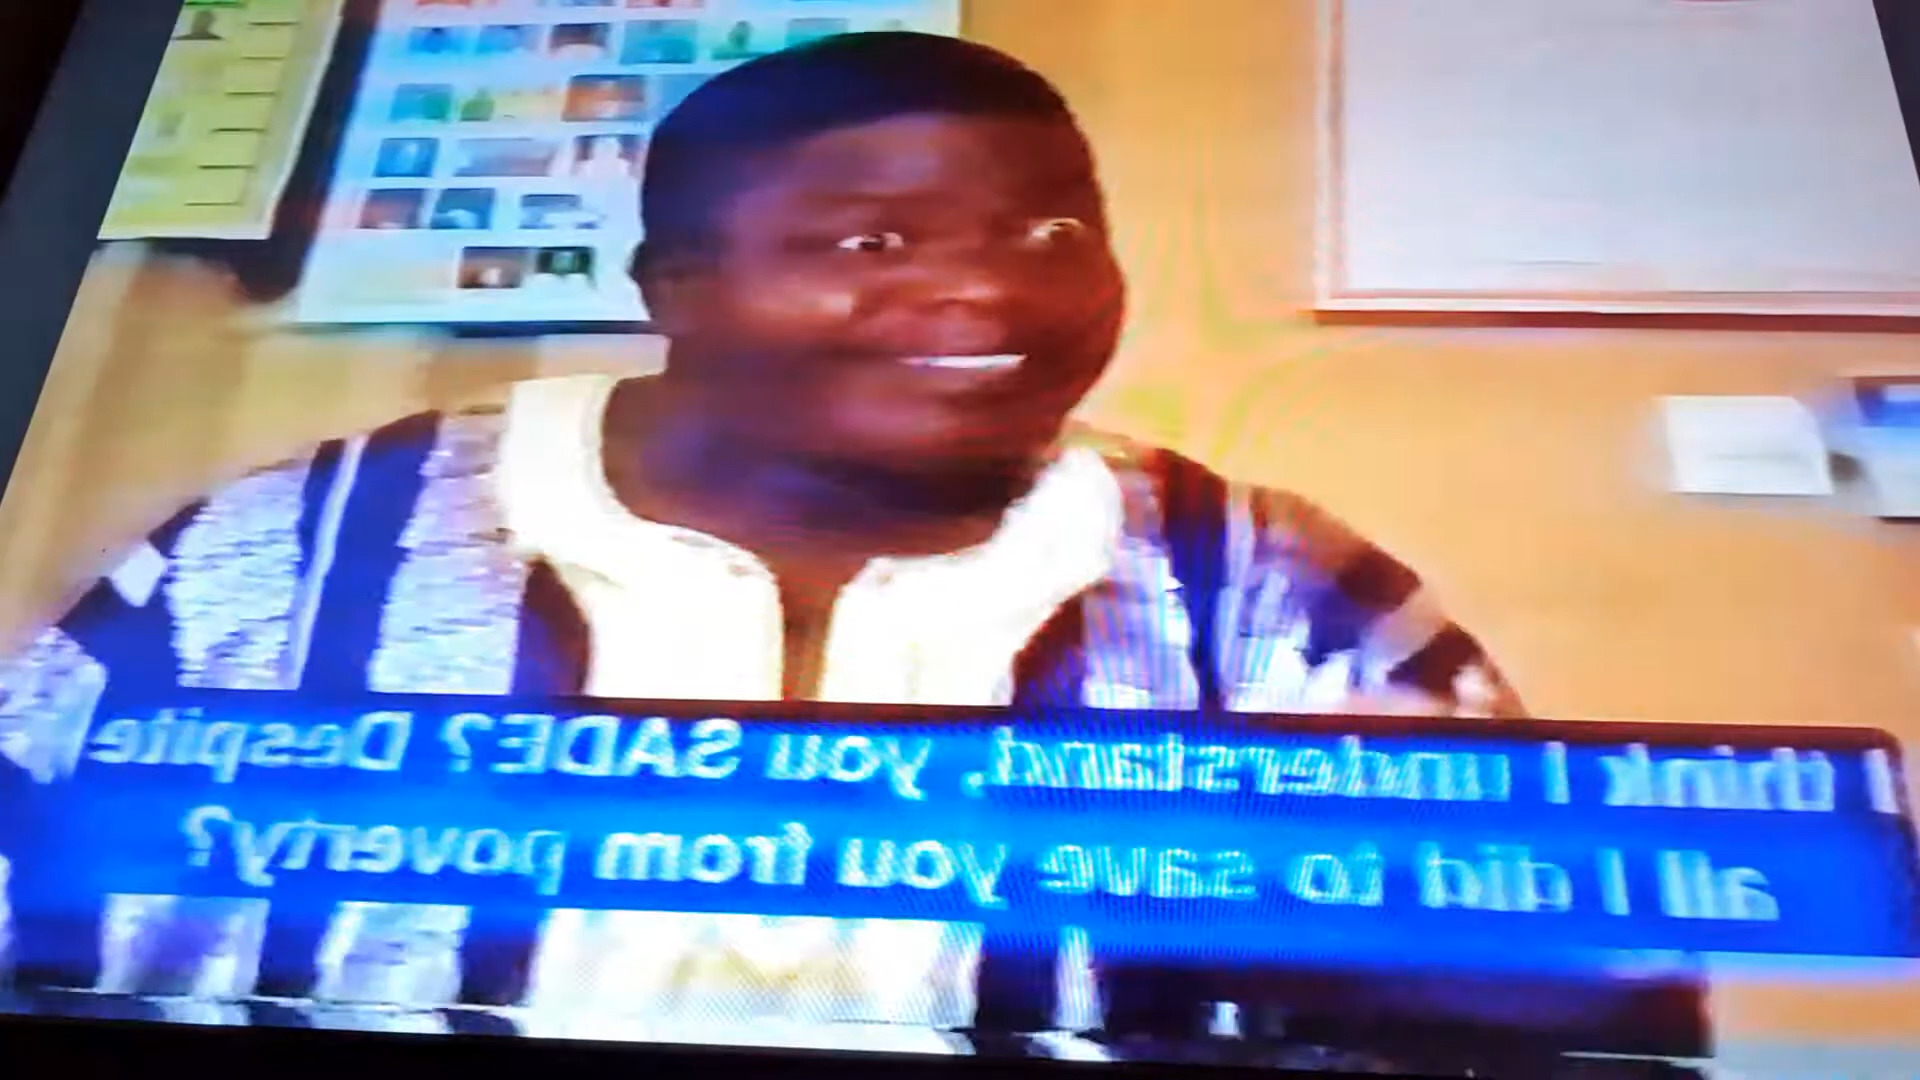 I think I understand, you SADE? Despite
all I did to save you from poverty?